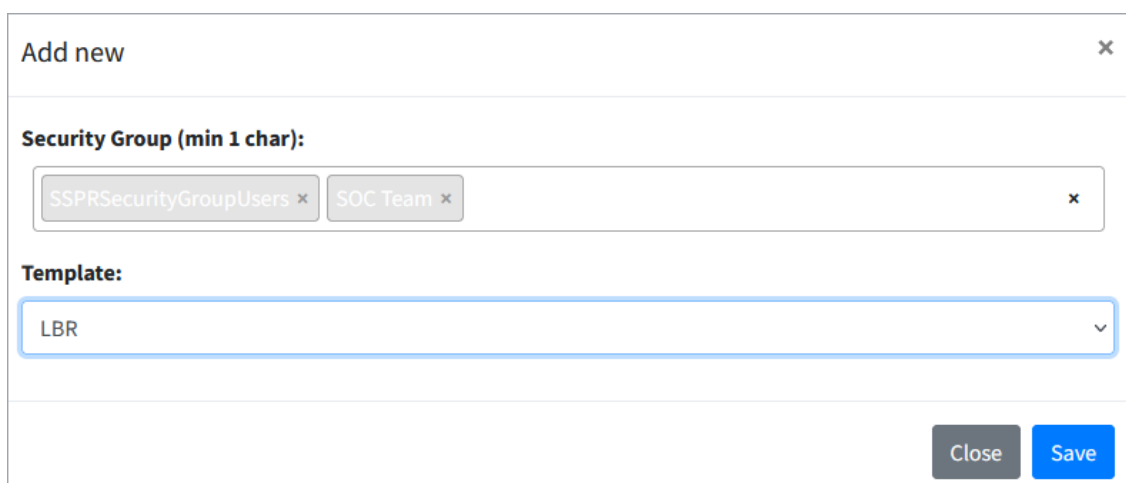 Add new ×
Security Group (min 1 char):
SSPRSecurityGroupUsers × SOC Team × ×
Template:
LBR
Close Save